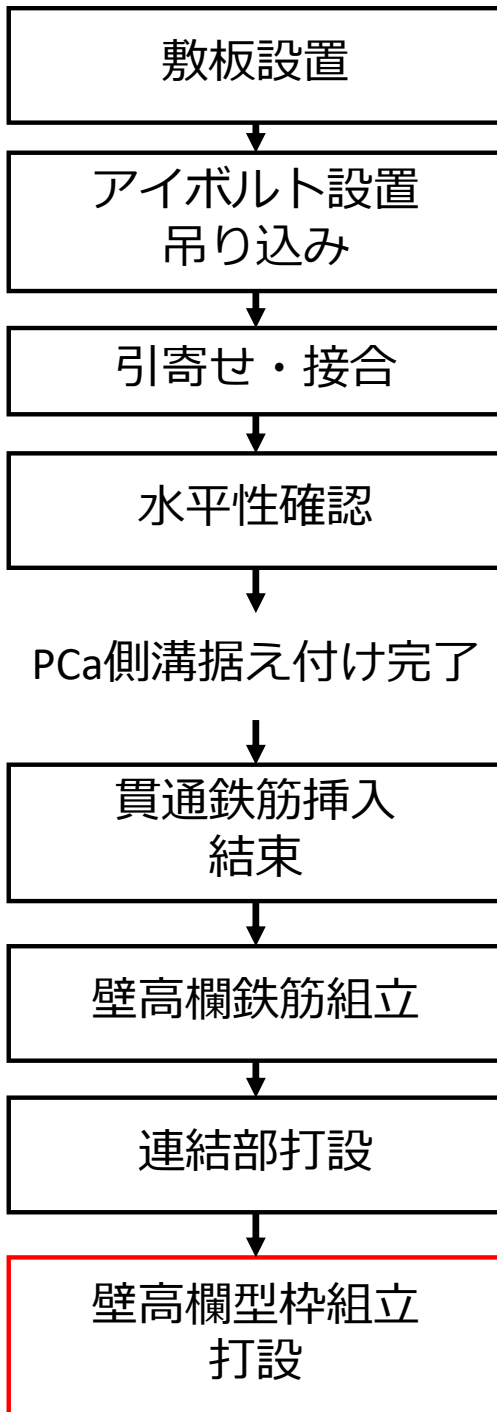 敷板設置
アイボルト設置
吊り込み
引寄せ・接合
水平性確認
PCa側溝据え付け完了
貫通鉄筋挿入
結束
壁高欄鉄筋組立
連結部打設
壁高欄型枠組立
打設